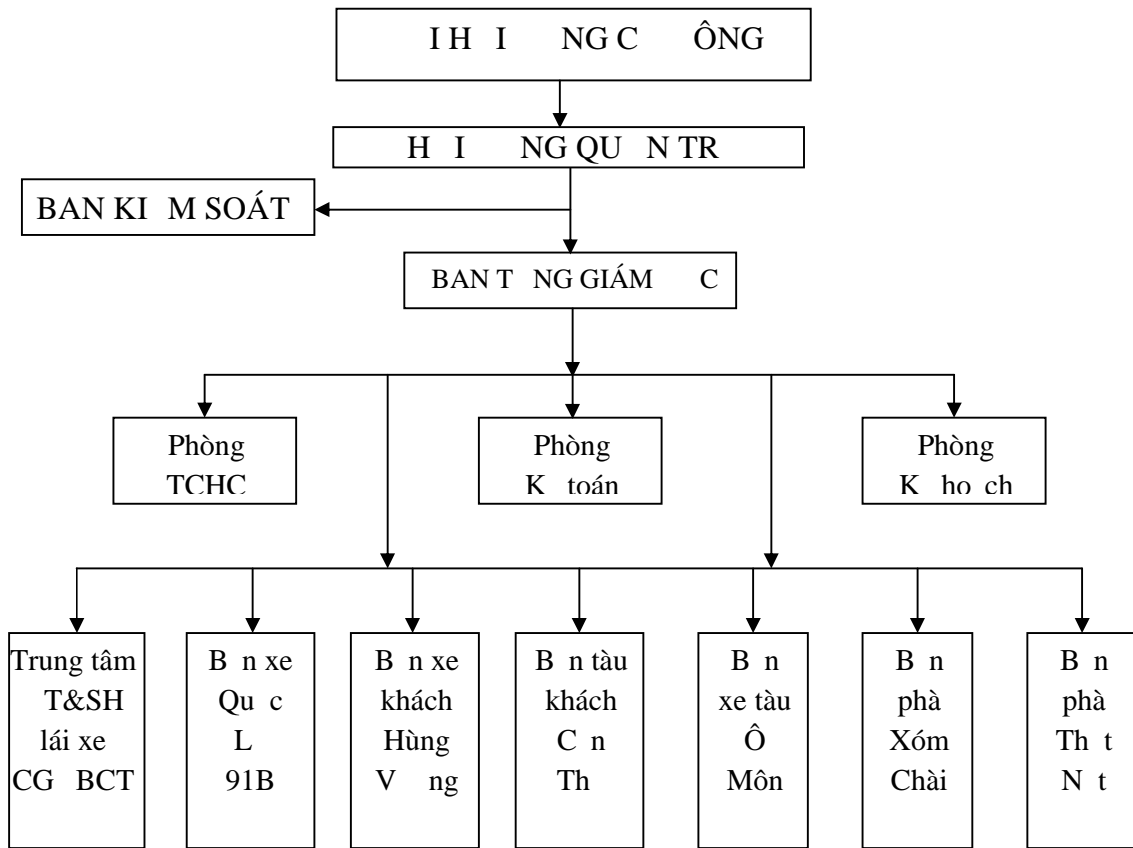 I H I NG C ÔNG
H I NG QU N TR
BAN KI M SOÁT
BAN T NG GIÁM C
Phòng
TCHC
Phòng
K toán
Phòng
K ho ch
Trung tâm
T&SH
lái xe
CG BCT
B n xe
Qu c
L
91B
B n xe
khách
Hùng
V ng
B n tàu
khách
C n
Th
B n
xe tàu
Ô
Môn
B n
phà
Xóm
Chài
B n
phà
Th t
N t